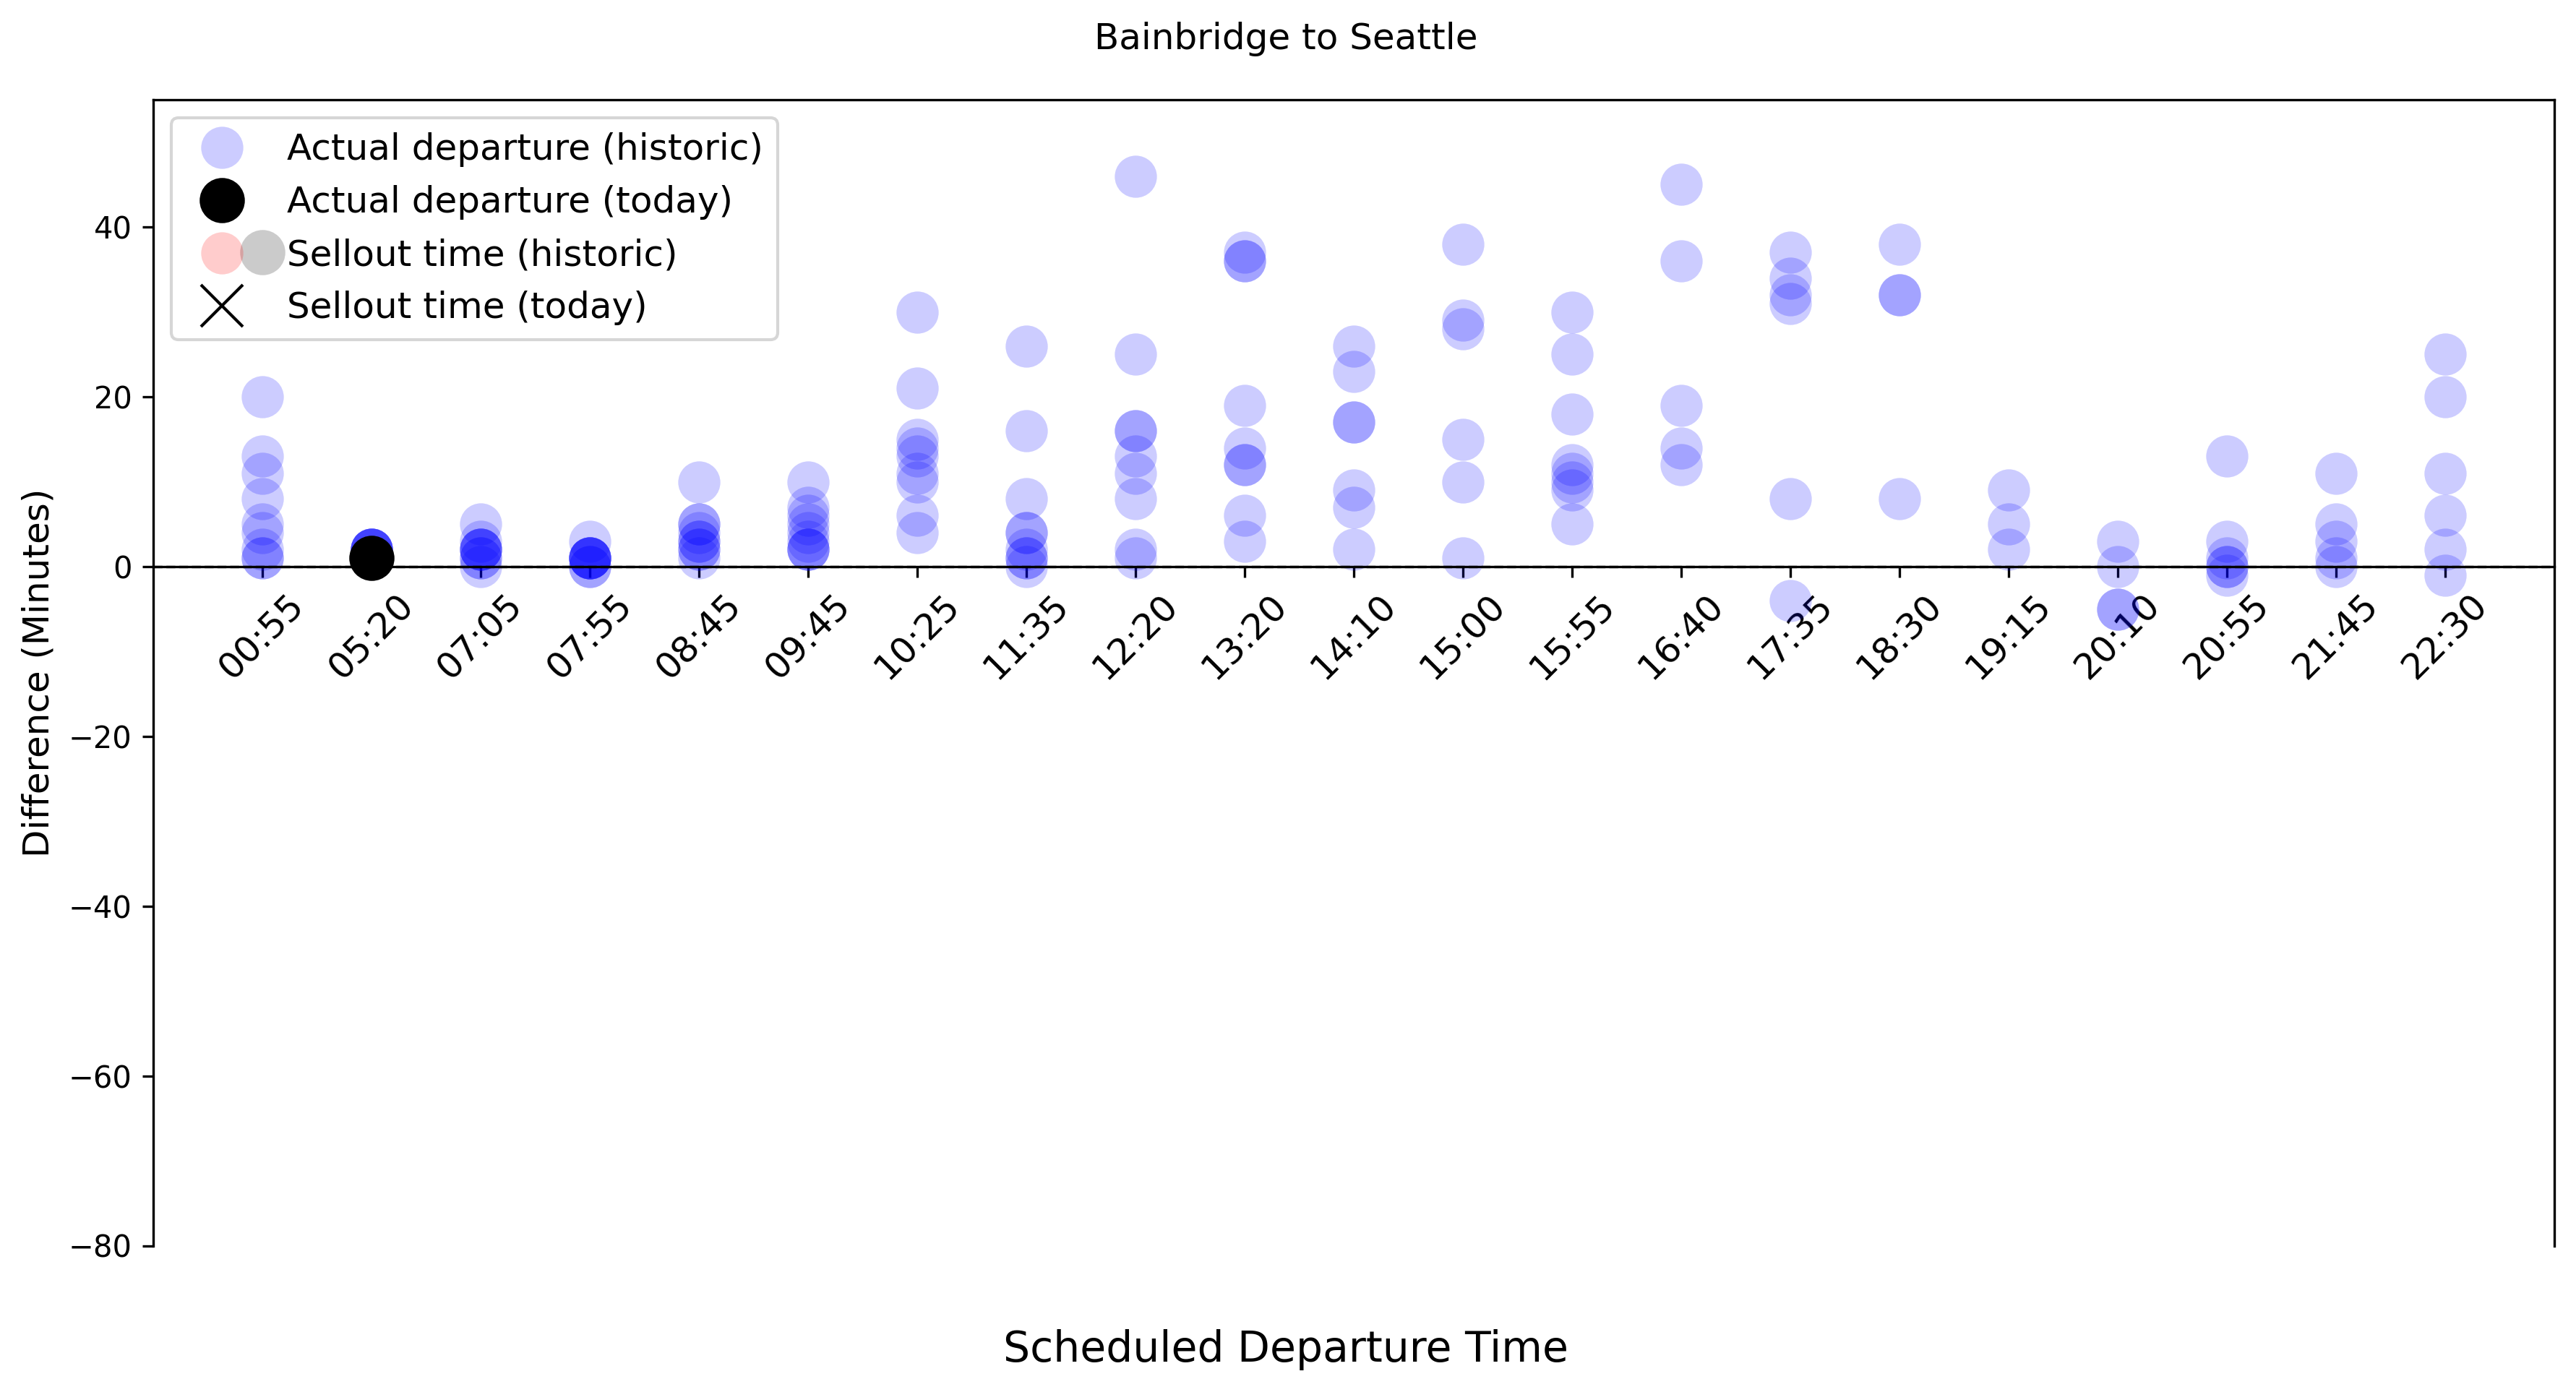 Bainbridge to Seattle
Actual departure (historic)
Actual departure (today)
Sellout time (historic)
Sellout time (today)
Difference (Minutes)
40
20
0
−20
−40
−60
−80
00:55 05:20 07:05 07:55 08:45 09:45 10:25 11:35 12:20 13:20 14:10 15:00 15:55 16:40 17:35 18:30 19:15 20:10 20:55 21:45 22:30
Scheduled Departure Time